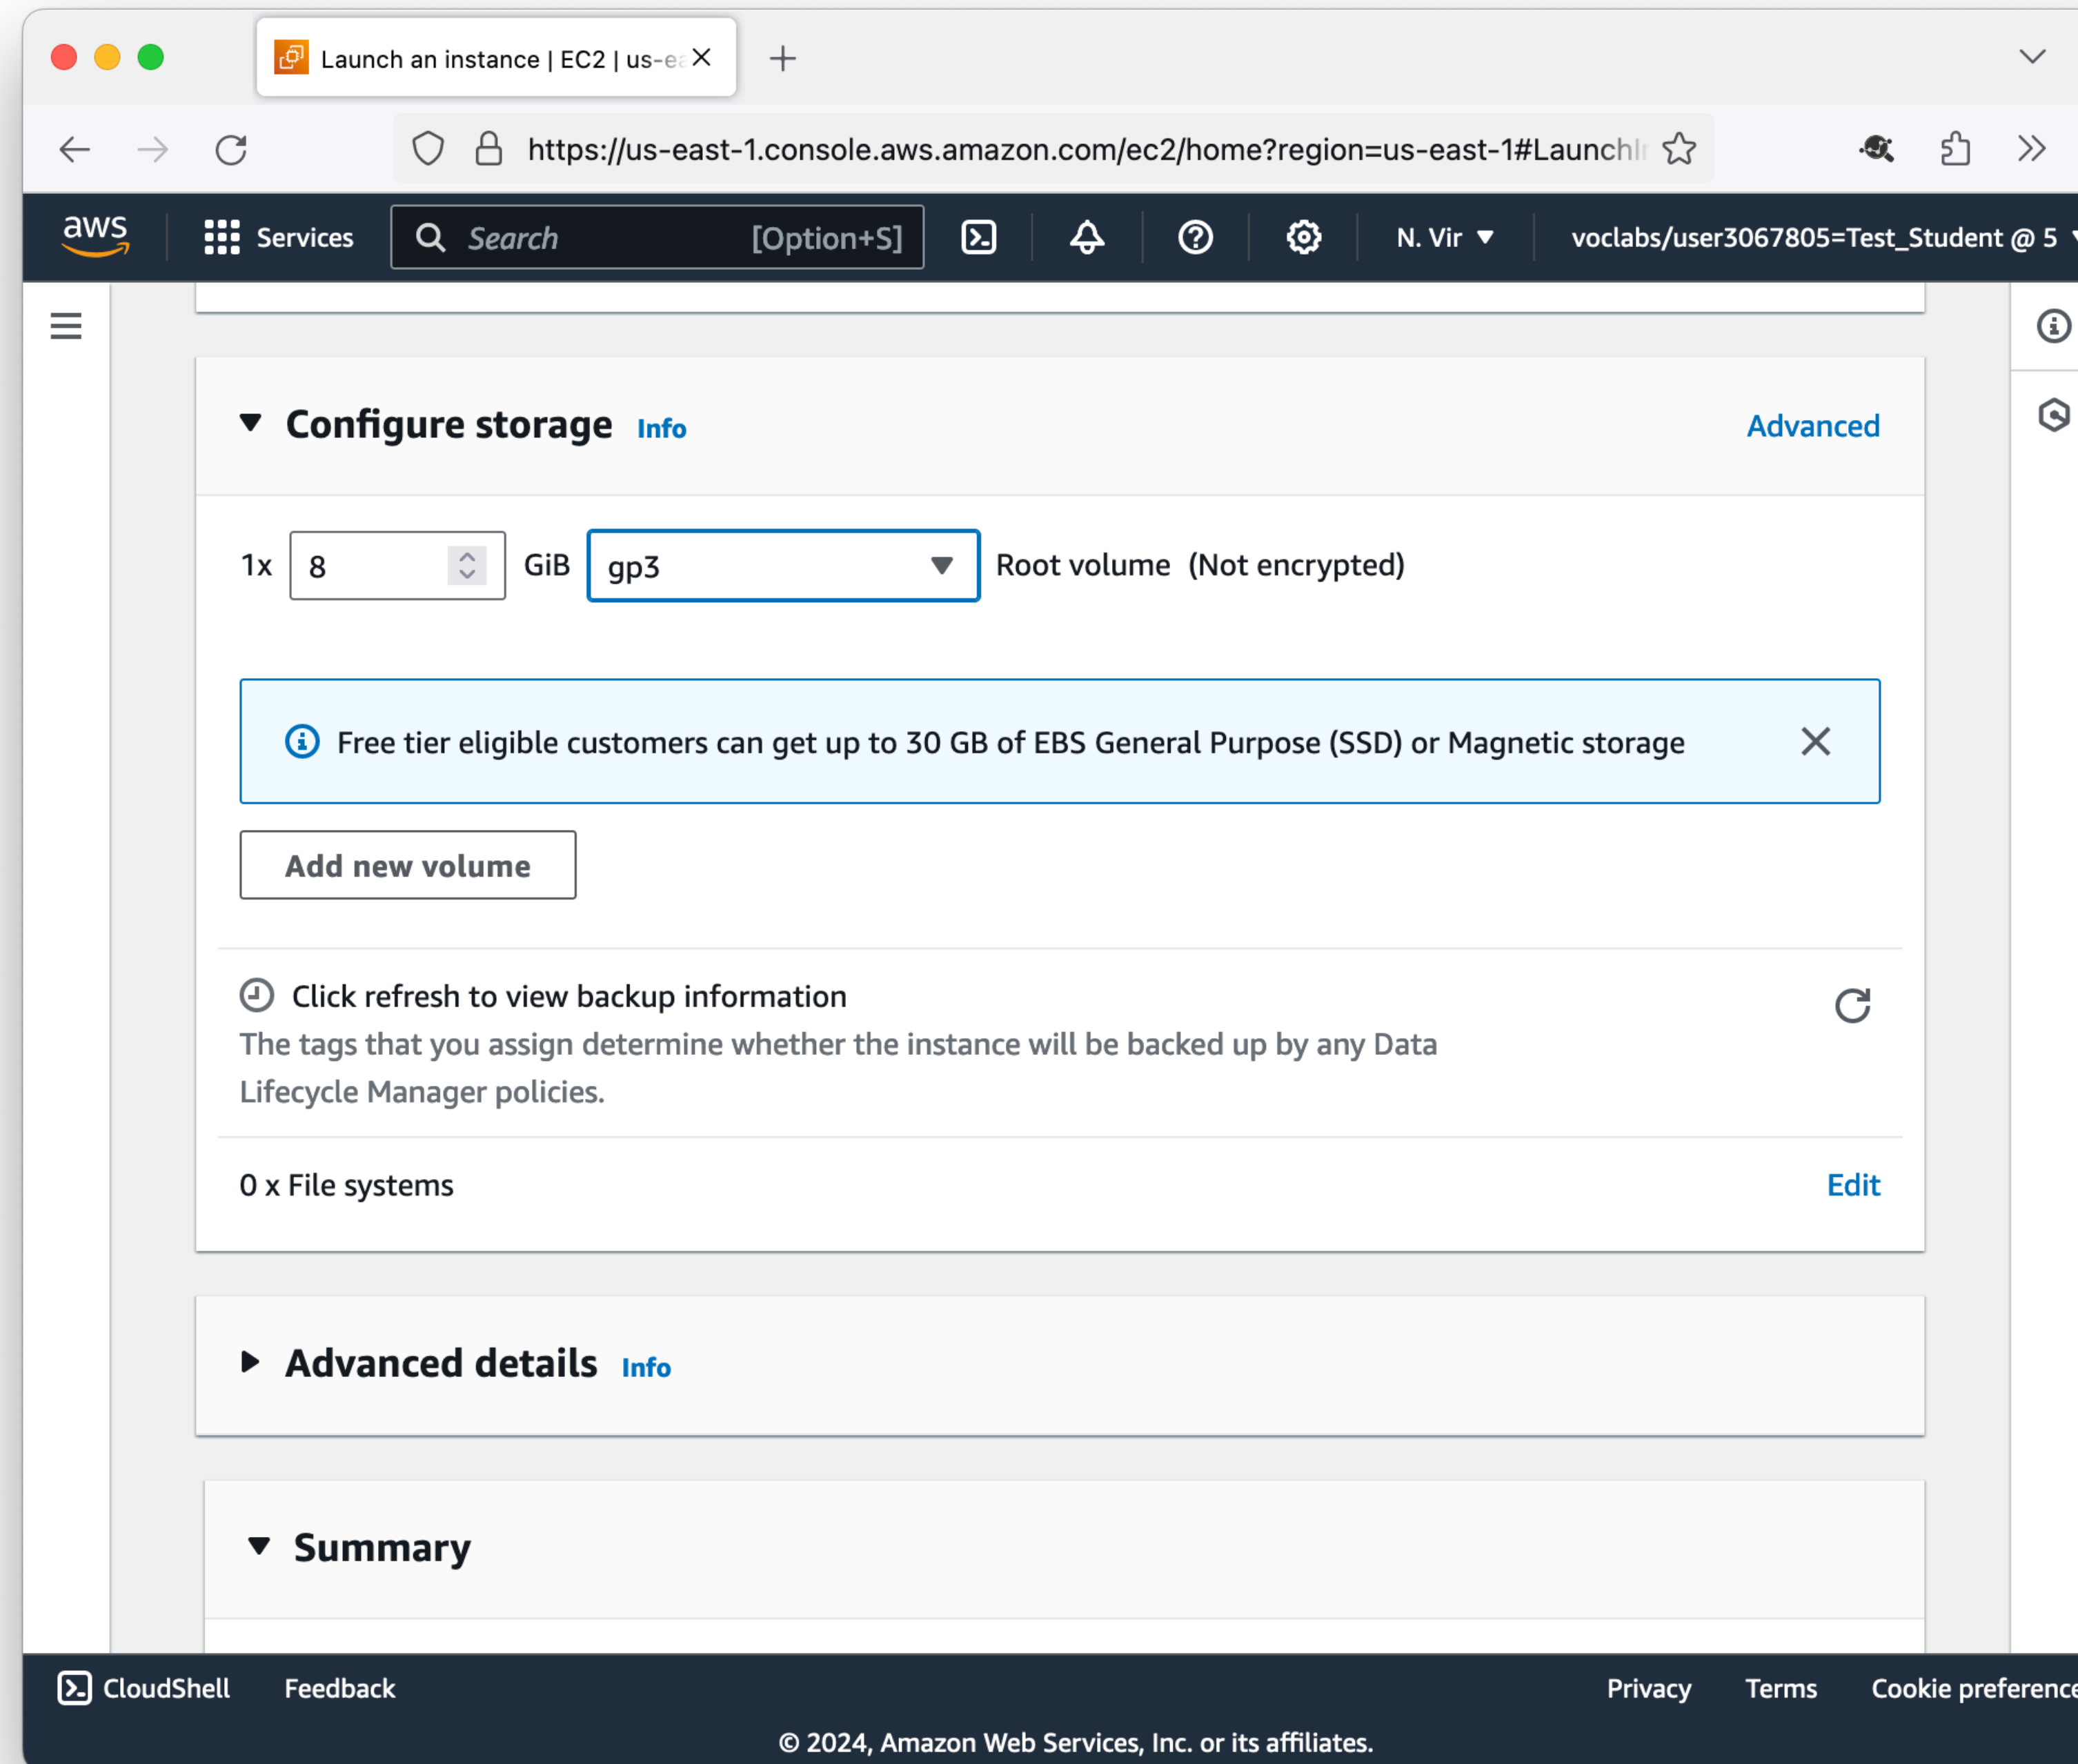 Launch an instance | EC2 | us-ea
https://us-east-1.console.aws.amazon.com/ec2/home?region=us-east-1#LaunchI
aws Services Search [Option+S] N. Vir voclabs/user3067805=Test_Student @ 5
Configure storage Info Advanced
1x 8 GiB gp3 Root volume (Not encrypted)
Free tier eligible customers can get up to 30 GB of EBS General Purpose (SSD) or Magnetic storage
Add new volume
Click refresh to view backup information
The tags that you assign determine whether the instance will be backed up by any Data
Lifecycle Manager policies.
0 x File systems Edit
Advanced details Info
Summary
CloudShell Feedback Privacy Terms Cookie preference
© 2024, Amazon Web Services, Inc. or its affiliates.